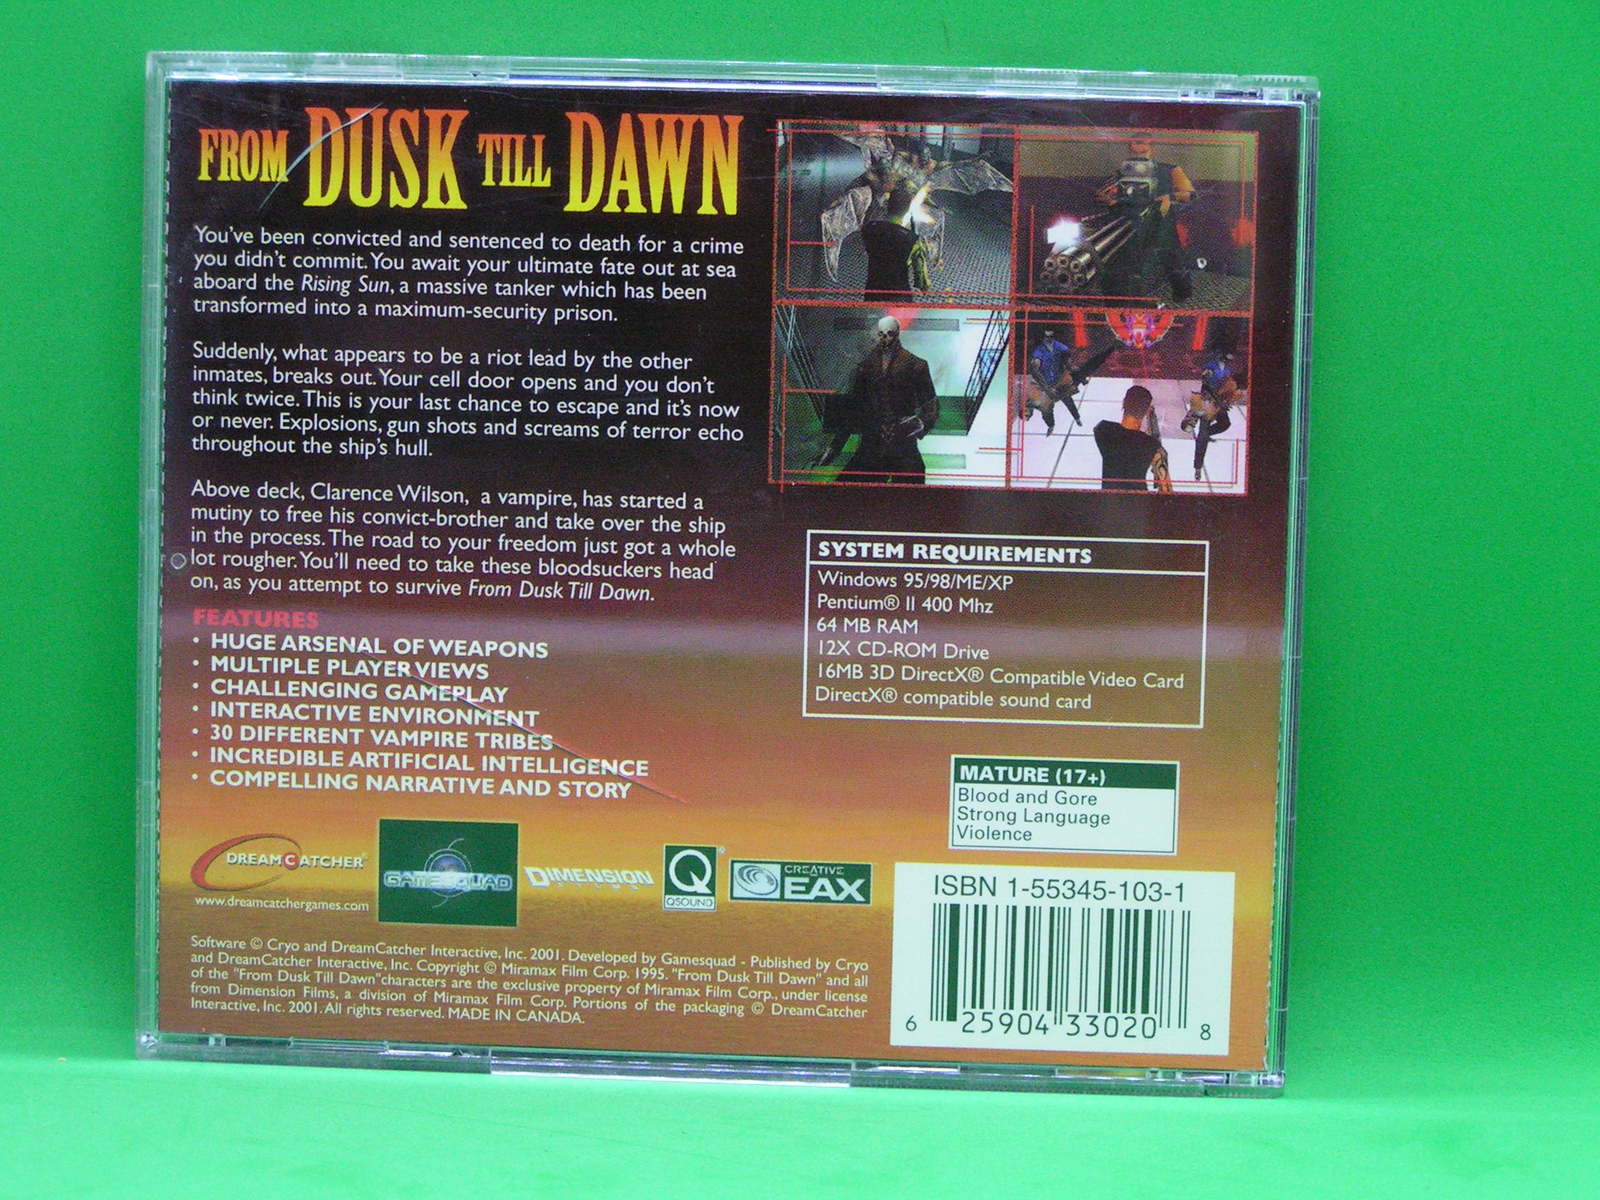 FROM DUSK TILL DAWN
You've been convicted and sentenced to death for a crime
you didn't commit. You await your ultimate fate out at sea
aboard the Rising Sun, a massive tanker which has been
transformed into a maximum-security prison.
Suddenly, what appears to be a riot lead by the other
inmates, breaks out. Your cell door opens and you don't
think twice. This is your last chance to escape and it's now
or never. Explosions, gun shots and screams of terror echo
throughout the ship's hull.
Above deck, Clarence Wilson, a vampire, has started a
mutiny to free his convict-brother and take over the ship
in the process. The road to your freedom just got a whole
lot rougher. You'll need to take these bloodsuckers head
on, as you attempt to survive From Dusk Till Dawn.
FEATURES
• HUGE ARSENAL OF WEAPONS
• MULTIPLE PLAYER VIEWS
• CHALLENGING GAMEPLAY
• INTERACTIVE ENVIRONMENT
• 30 DIFFERENT VAMPIRE TRIBES
• INCREDIBLE ARTIFICIAL INTELLIGENCE
• COMPELLING NARRATIVE AND STORY
SYSTEM REQUIREMENTS
Windows 95/98/ME/XP
Pentium® II 400 Mhz
64 MB RAM
12X CD-ROM Drive
16MB 3D DirectX® Compatible Video Card
DirectX® compatible sound card
MATURE (17+)
Blood and Gore
Strong Language
Violence
DREAMCATCHER®
www.dreamcatchergames.com
GAMESQUAD
DIMENSION
FILMS
Q®
QSOUND
CREATIVE
EAX
ISBN 1-55345-103-1
6 25904 33020 8
Software © Cryo and DreamCatcher Interactive, Inc. 2001. Developed by Gamesquad - Published by Cryo
and DreamCatcher Interactive, Inc. Copyright © Miramax Film Corp. 1995. "From Dusk Till Dawn" and all
of the "From Dusk Till Dawn"characters are the exclusive property of Miramax Film Corp., under license
from Dimension Films, a division of Miramax Film Corp. Portions of the packaging © DreamCatcher
Interactive, Inc. 2001. All rights reserved. MADE IN CANADA.